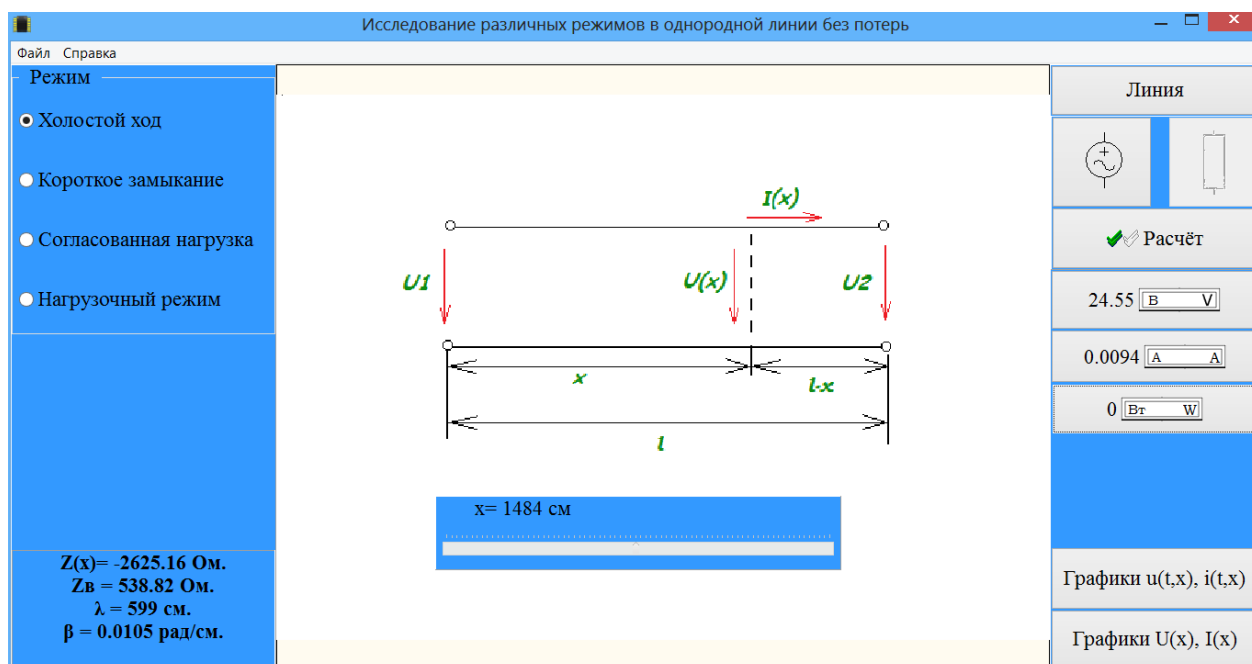 Исследование различных режимов в однородной линии без потерь
Файл Справка
Режим
Холостой ход
Короткое замыкание
Согласованная нагрузка
Нагрузочный режим
Z(x)= -2625.16 Ом.
Zв = 538.82 Ом.
λ = 599 см.
β = 0.0105 рад/см.
I(x)
U1
U(x)
U2
x
l-x
l
x= 1484 см
Линия
Расчёт
24.55 В V
0.0094 А A
0 Вт W
Графики u(t,x), i(t,x)
Графики U(x), I(x)